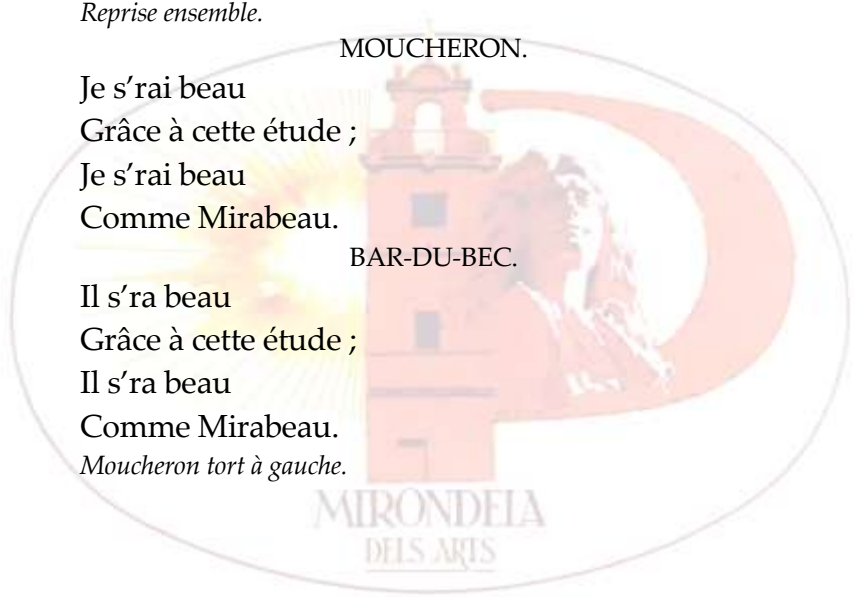 Reprise ensemble.
MOUCHERON.
Je s’rai beau
Grâce à cette étude ;
Je s’rai beau
Comme Mirabeau.
BAR-DU-BEC.
Il s’ra beau
Grâce à cette étude ;
Il s’ra beau
Comme Mirabeau.
Moucheron tort à gauche.
MIRONDELA
DELS ARTS